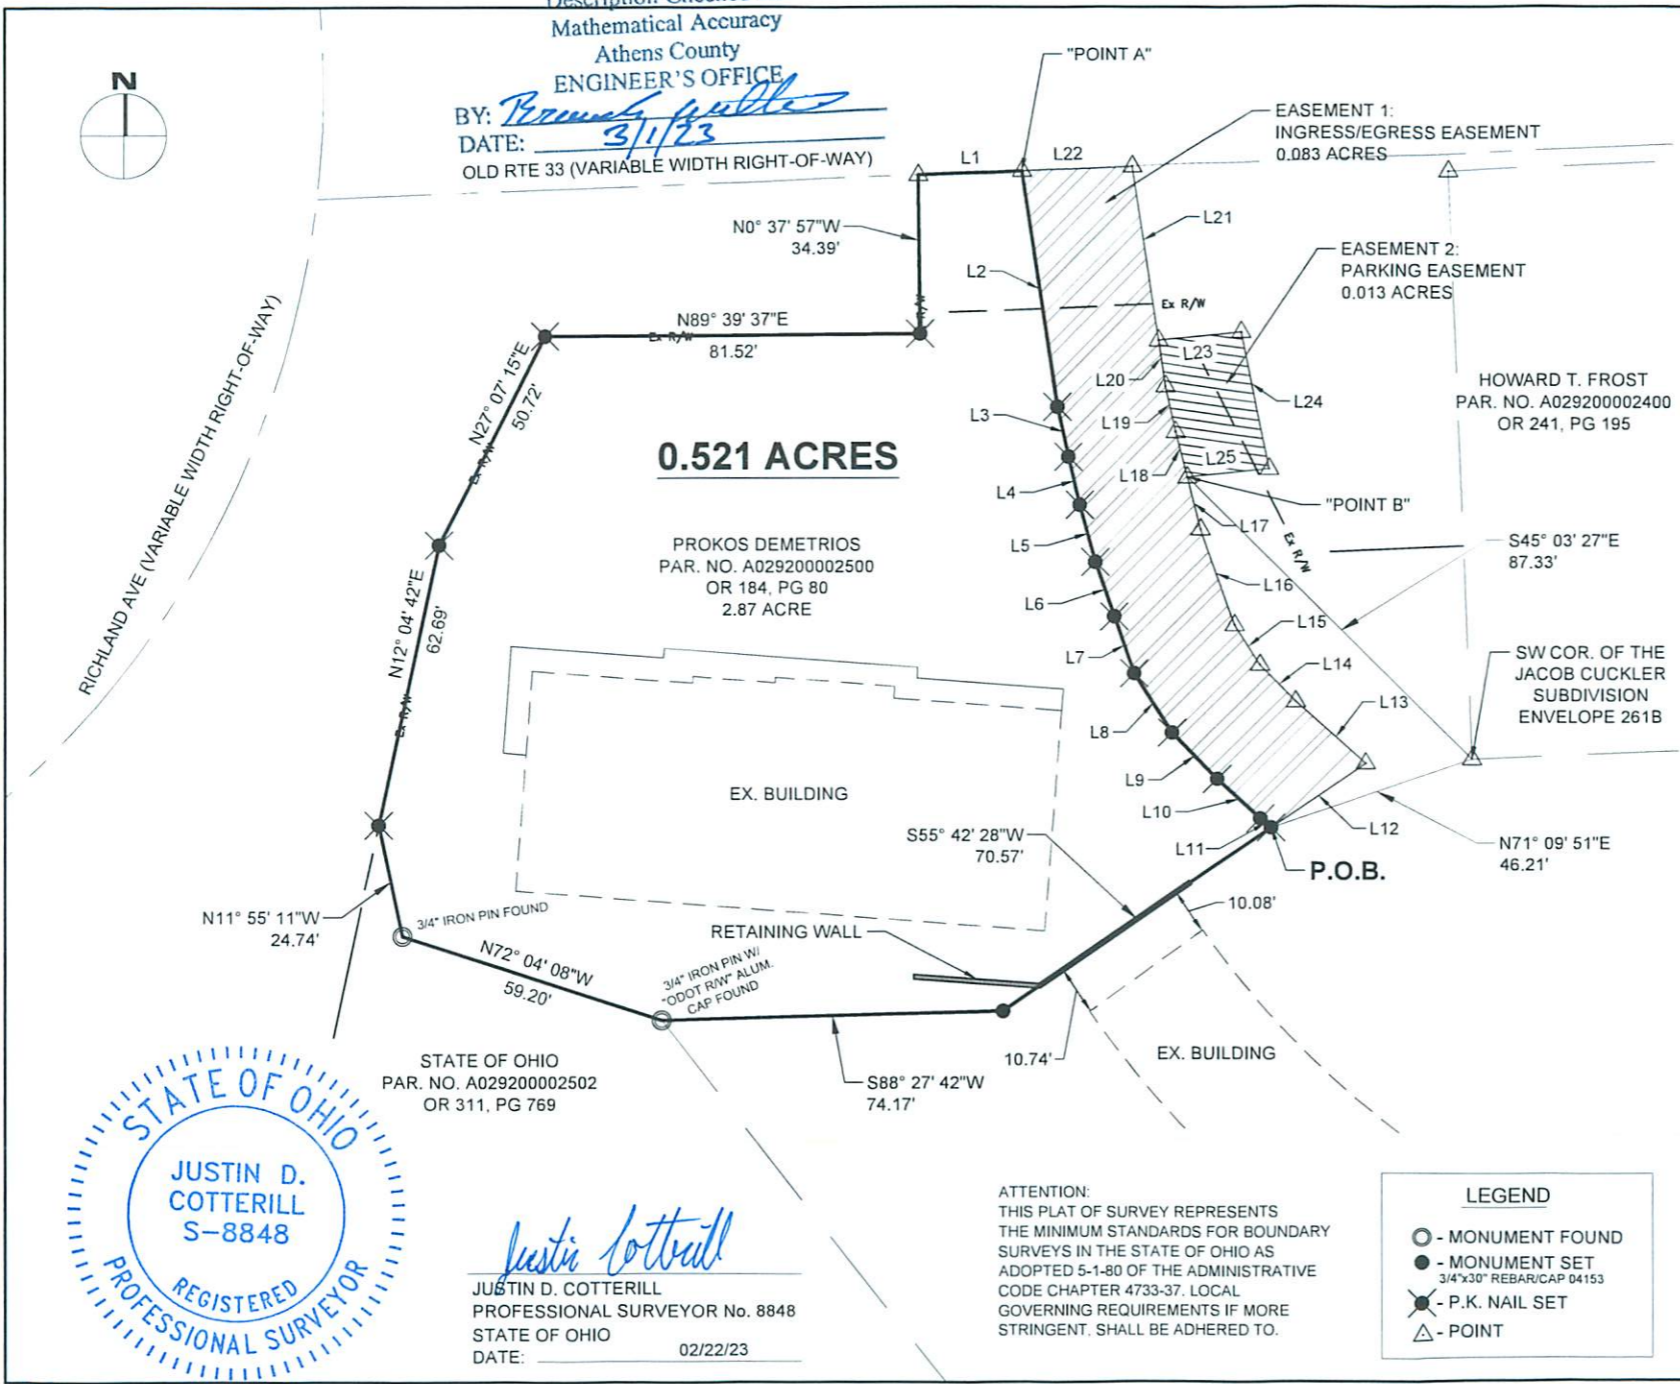 Mathematical Accuracy
Athens County
ENGINEER'S OFFICE
BY:
DATE: 3/1/23
OLD RTE 33 (VARIABLE WIDTH RIGHT-OF-WAY)
N
"POINT A"
L1
L22
EASEMENT 1:
INGRESS/EGRESS EASEMENT
0.083 ACRES
N0° 37' 57"W
34.39'
L21
L2
EASEMENT 2:
PARKING EASEMENT
0.013 ACRES
R/W
Ex R/W
N89° 39' 37"E
Ex R/W
81.52'
L23
L20
L24
HOWARD T. FROST
PAR. NO. A029200002400
OR 241, PG 195
N27° 07' 15"E
50.72'
Ex R/W
RICHLAND AVE (VARIABLE WIDTH RIGHT-OF-WAY)
L3
L19
0.521 ACRES
L25
L18
L4
"POINT B"
L17
Ex R/W
L5
S45° 03' 27"E
87.33'
PROKOS DEMETRIOS
PAR. NO. A029200002500
OR 184, PG 80
2.87 ACRE
L16
L6
N12° 04' 42"E
62.69'
Ex R/W
L15
L7
L14
SW COR. OF THE
JACOB CUCKLER
SUBDIVISION
ENVELOPE 261B
L13
L8
L9
EX. BUILDING
L10
L12
L11
S55° 42' 28"W
70.57'
N71° 09' 51"E
46.21'
P.O.B.
10.08'
N11° 55' 11"W
24.74'
3/4" IRON PIN FOUND
RETAINING WALL
N72° 04' 08"W
59.20'
3/4" IRON PIN W/
"ODOT R/W" ALUM.
CAP FOUND
10.74'
EX. BUILDING
STATE OF OHIO
PAR. NO. A029200002502
OR 311, PG 769
S88° 27' 42"W
74.17'
STATE OF OHIO
JUSTIN D.
COTTERILL
S-8848
REGISTERED
PROFESSIONAL SURVEYOR
Justin Cotterill
JUSTIN D. COTTERILL
PROFESSIONAL SURVEYOR No. 8848
STATE OF OHIO
DATE: 02/22/23
ATTENTION:
THIS PLAT OF SURVEY REPRESENTS
THE MINIMUM STANDARDS FOR BOUNDARY
SURVEYS IN THE STATE OF OHIO AS
ADOPTED 5-1-80 OF THE ADMINISTRATIVE
CODE CHAPTER 4733-37. LOCAL
GOVERNING REQUIREMENTS IF MORE
STRINGENT, SHALL BE ADHERED TO.
LEGEND
- MONUMENT FOUND
- MONUMENT SET
3/4"x30" REBAR/CAP 04153
- P.K. NAIL SET
- POINT